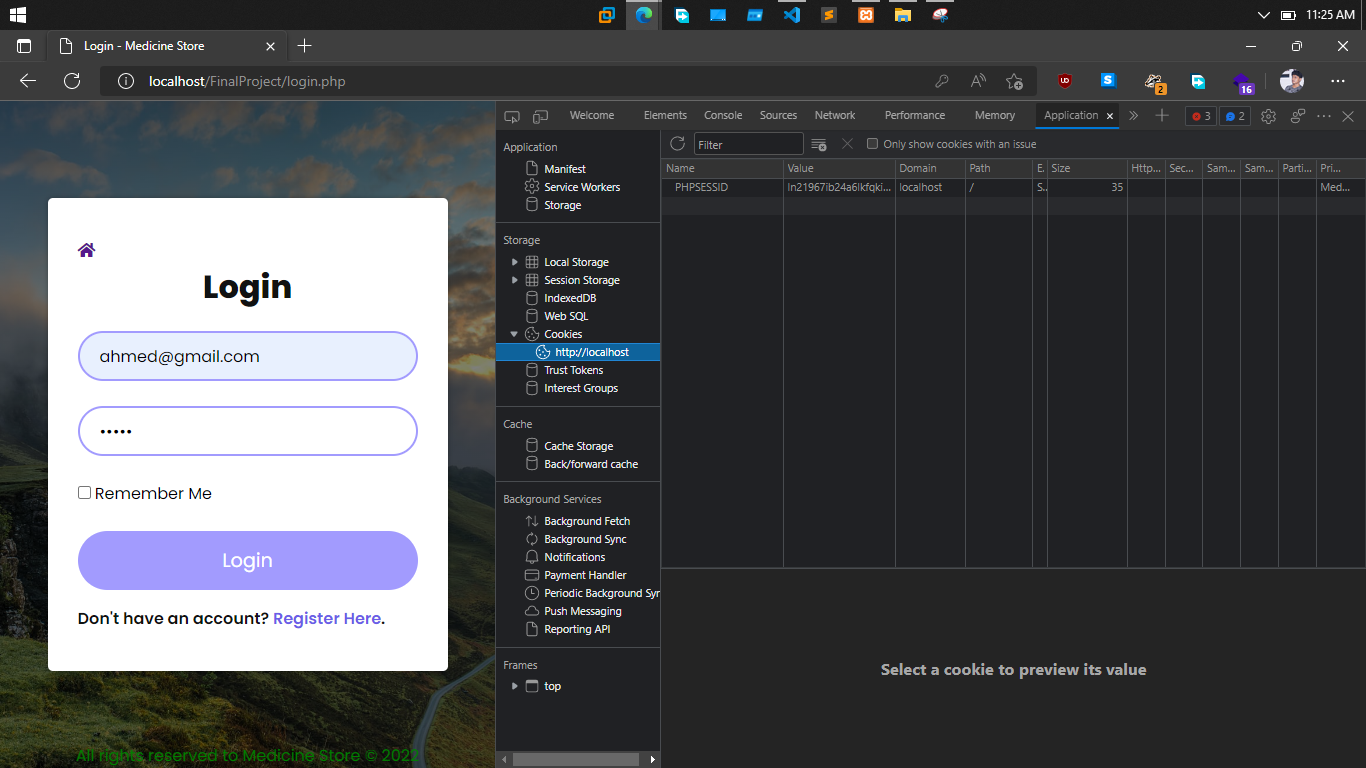 11:25 AM
Login - Medicine Store
localhost/FinalProject/login.php
2
16
Welcome Elements Console Sources Network Performance Memory Application 3 2
Application
Manifest
Service Workers
Storage
Storage
Local Storage
Session Storage
IndexedDB
Web SQL
Cookies
http://localhost
Trust Tokens
Interest Groups
Cache
Cache Storage
Back/forward cache
Background Services
Background Fetch
Background Sync
Notifications
Payment Handler
Periodic Background Syn
Push Messaging
Reporting API
Frames
top
Filter Only show cookies with an issue
Name Value Domain Path E. Size Http... Sec... Sam... Sam... Parti... Pri...
PHPSESSID localhost / S. 35 Med...
Select a cookie to preview its value
Login
ahmed@gmail.com
•••••
Remember Me
Login
Don't have an account? Register Here.
All rights reserved to Medicine Store © 2022